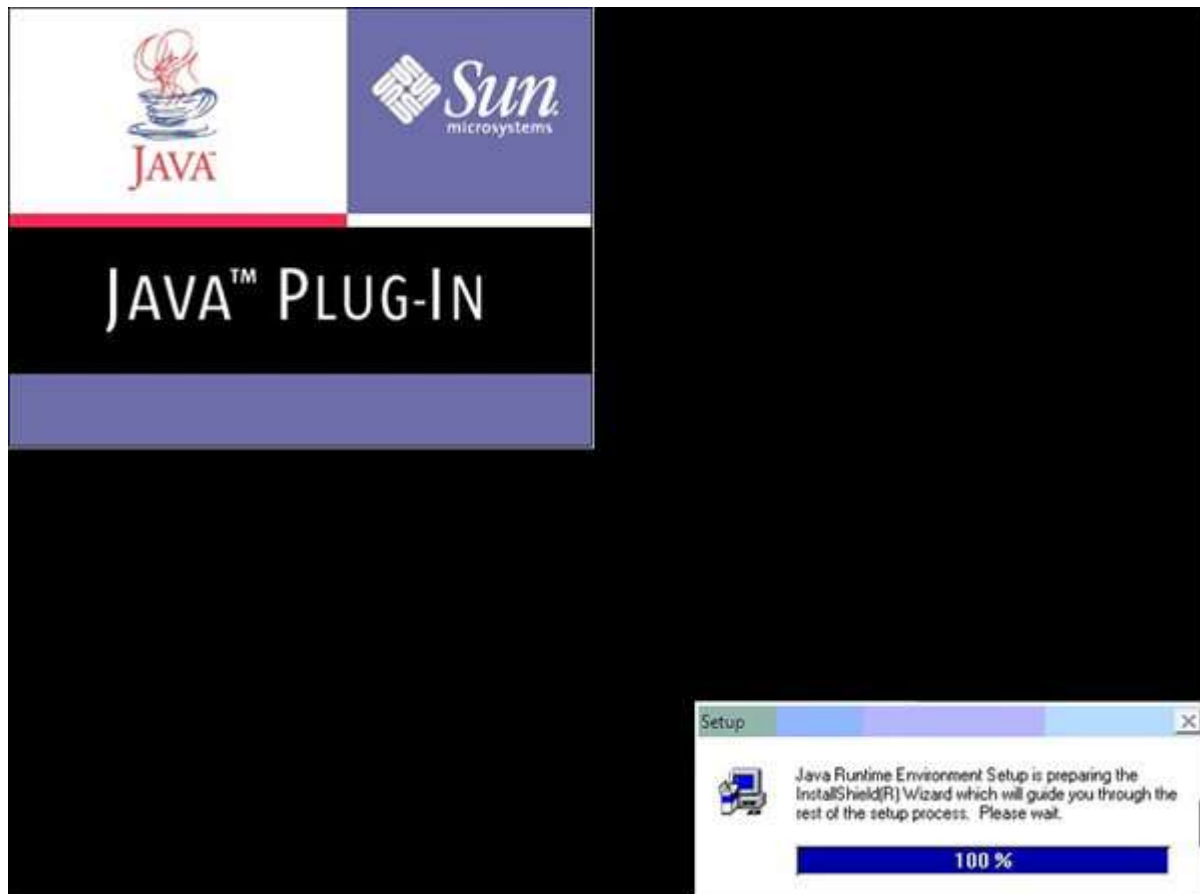 JAVA™
Sun
microsystems
JAVA™ PLUG-IN
Setup
Java Runtime Environment Setup is preparing the
InstallShield(R) Wizard which will guide you through the
rest of the setup process. Please wait.
100 %